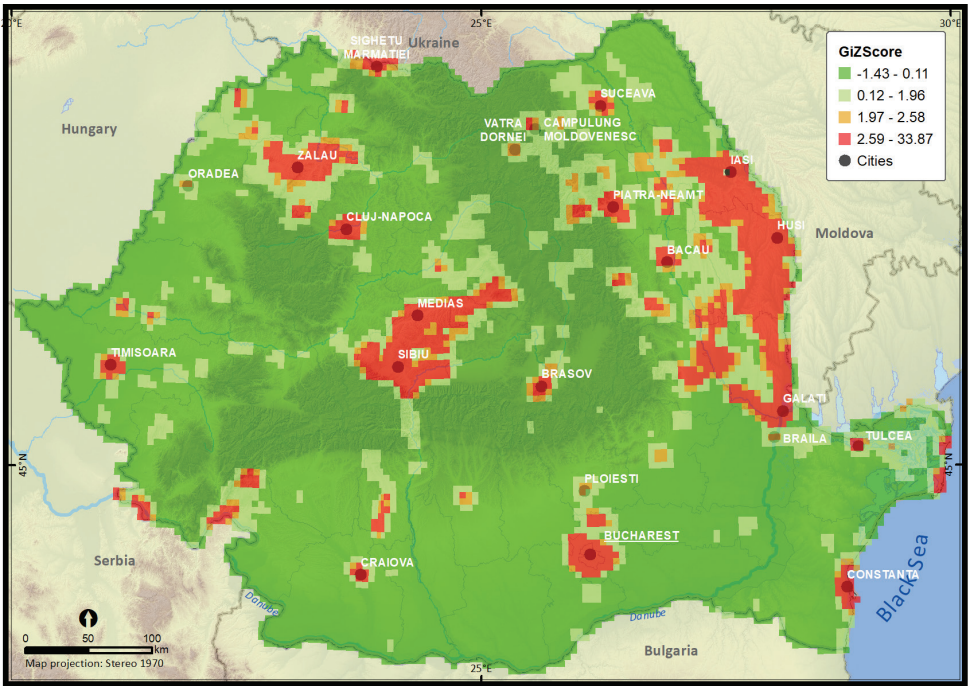 20°E
25°E
30°E
SIGHETU
MARMATIEI
Ukraine
GiZScore
-1.43 - 0.11
0.12 - 1.96
1.97 - 2.58
2.59 - 33.87
Cities
SUCEAVA
Hungary
VATRA
DORNEI
CAMPULUNG
MOLDOVENESC
ZALAU
IASI
ORADEA
PIATRA-NEAMT
CLUJ-NAPOCA
HUSI
Moldova
BACAU
MEDIAS
TIMISOARA
SIBIU
BRASOV
GALATI
BRAILA
TULCEA
45°N
45°N
PLOIESTI
BUCHAREST
Serbia
CRAIOVA
CONSTANTA
Black Sea
Danube
Danube
0 50 100
km
Map projection: Stereo 1970
Bulgaria
25°E